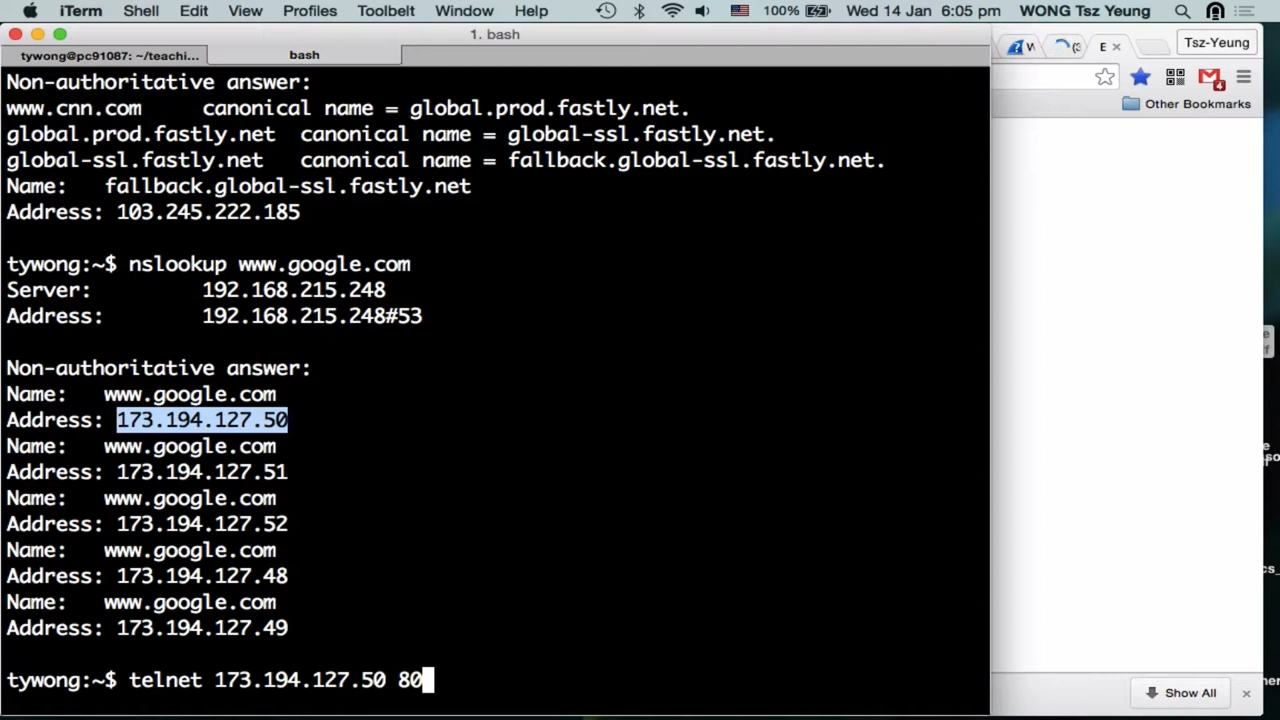 iTerm Shell Edit View Profiles Toolbelt Window Help 100% Wed 14 Jan 6:05 pm WONG Tsz Yeung
1. bash
tywong@pc91087: ~/teachi... bash
Tsz-Yeung
Other Bookmarks
Non-authoritative answer:
www.cnn.com canonical name = global.prod.fastly.net.
global.prod.fastly.net canonical name = global-ssl.fastly.net.
global-ssl.fastly.net canonical name = fallback.global-ssl.fastly.net.
Name: fallback.global-ssl.fastly.net
Address: 103.245.222.185
tywong:~$ nslookup www.google.com
Server: 192.168.215.248
Address: 192.168.215.248#53
Non-authoritative answer:
Name: www.google.com
Address: 173.194.127.50
Name: www.google.com
Address: 173.194.127.51
Name: www.google.com
Address: 173.194.127.52
Name: www.google.com
Address: 173.194.127.48
Name: www.google.com
Address: 173.194.127.49
tywong:~$ telnet 173.194.127.50 80
Show All